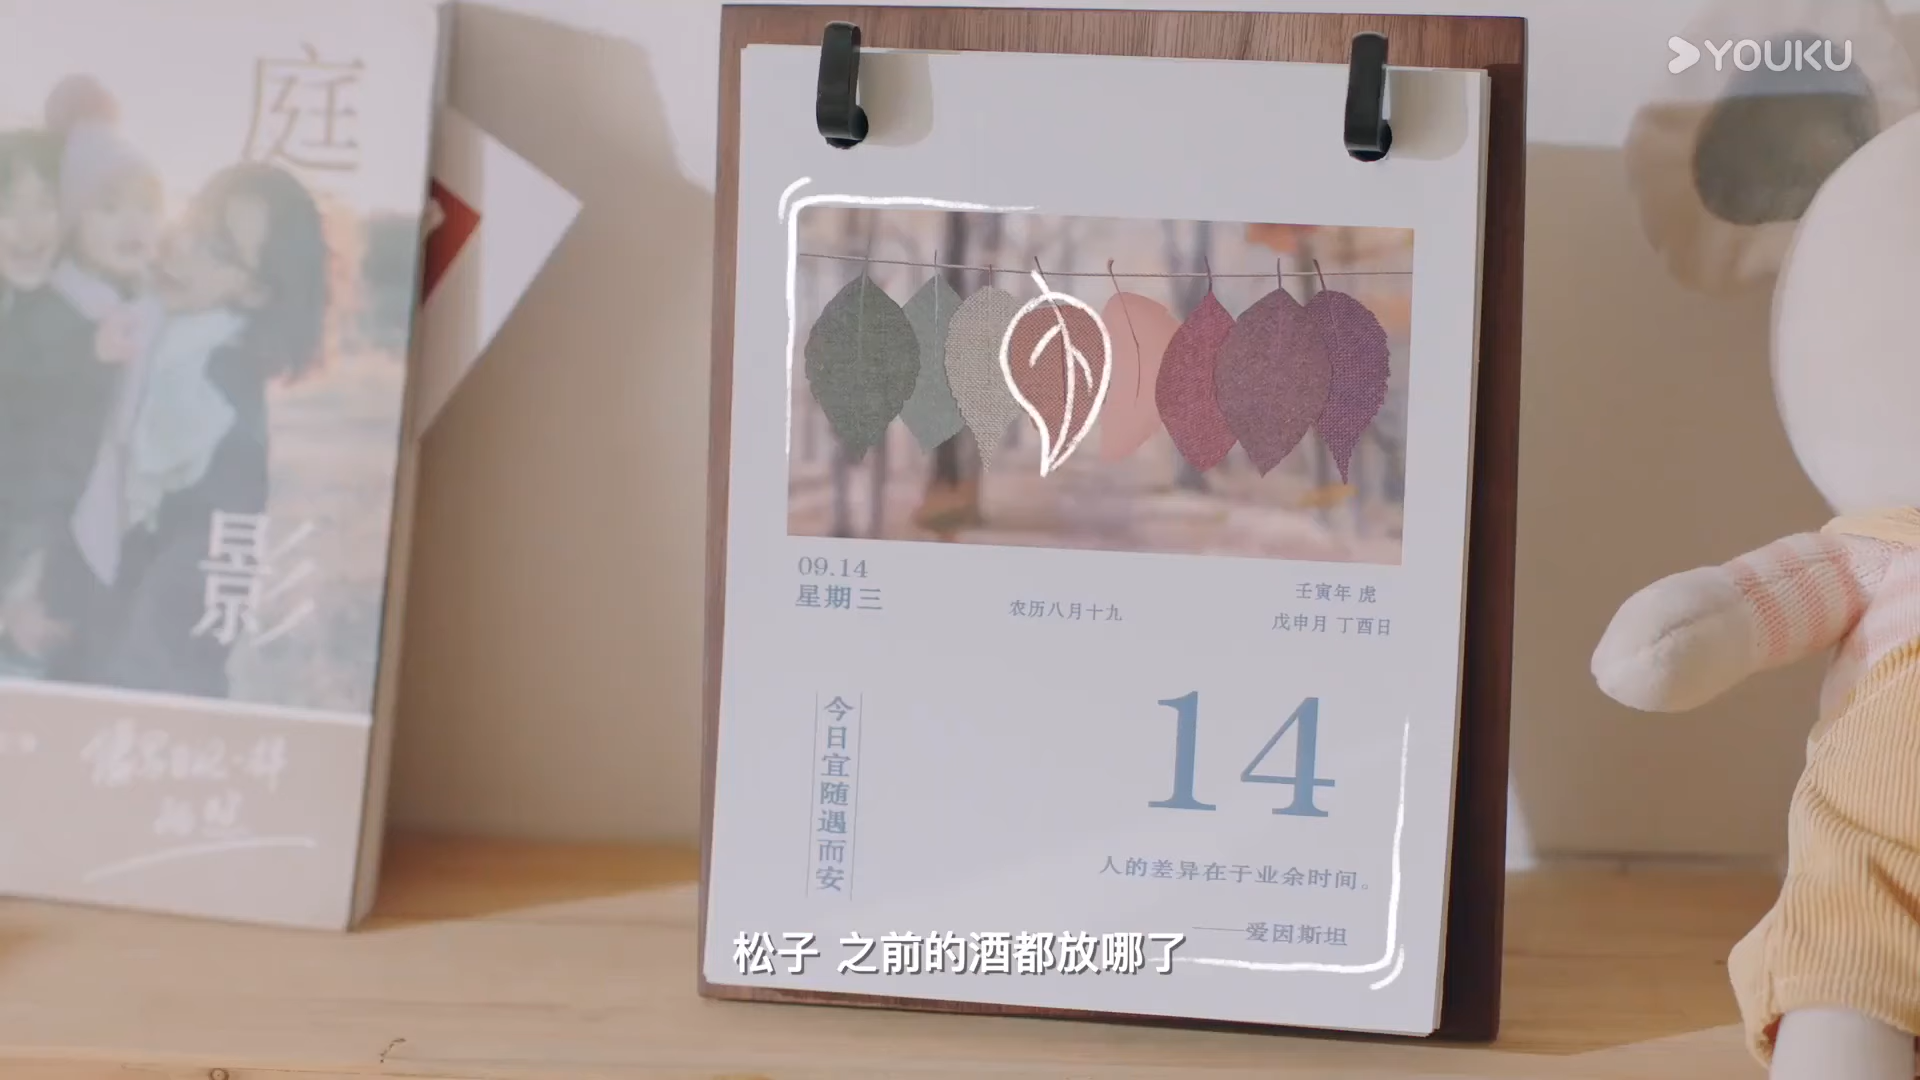 YOUKU
庭
影
09.14
星期三
农历八月十九
壬寅年 虎
戊申月 丁酉日
今日宜随遇而安
14
人的差异在于业余时间。
——爱因斯坦
松子 之前的酒都放哪了